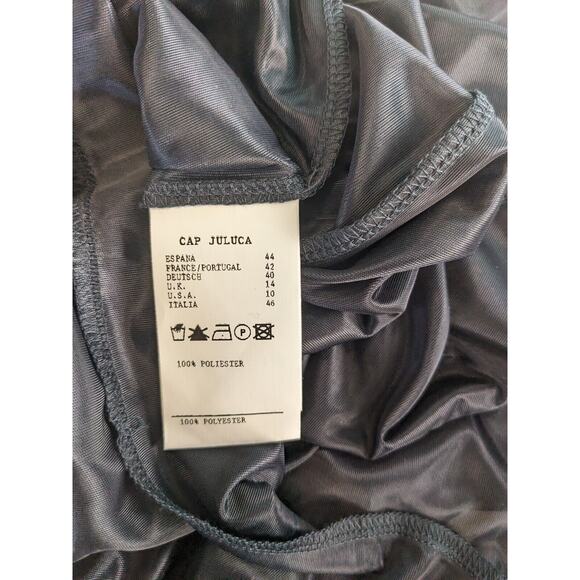 CAP JULUCA
ESPANA 44
FRANCE/PORTUGAL 42
DEUTSCH 40
U.K. 14
U.S.A. 10
ITALIA 46
P
100% POLIESTER
100% POLYESTER